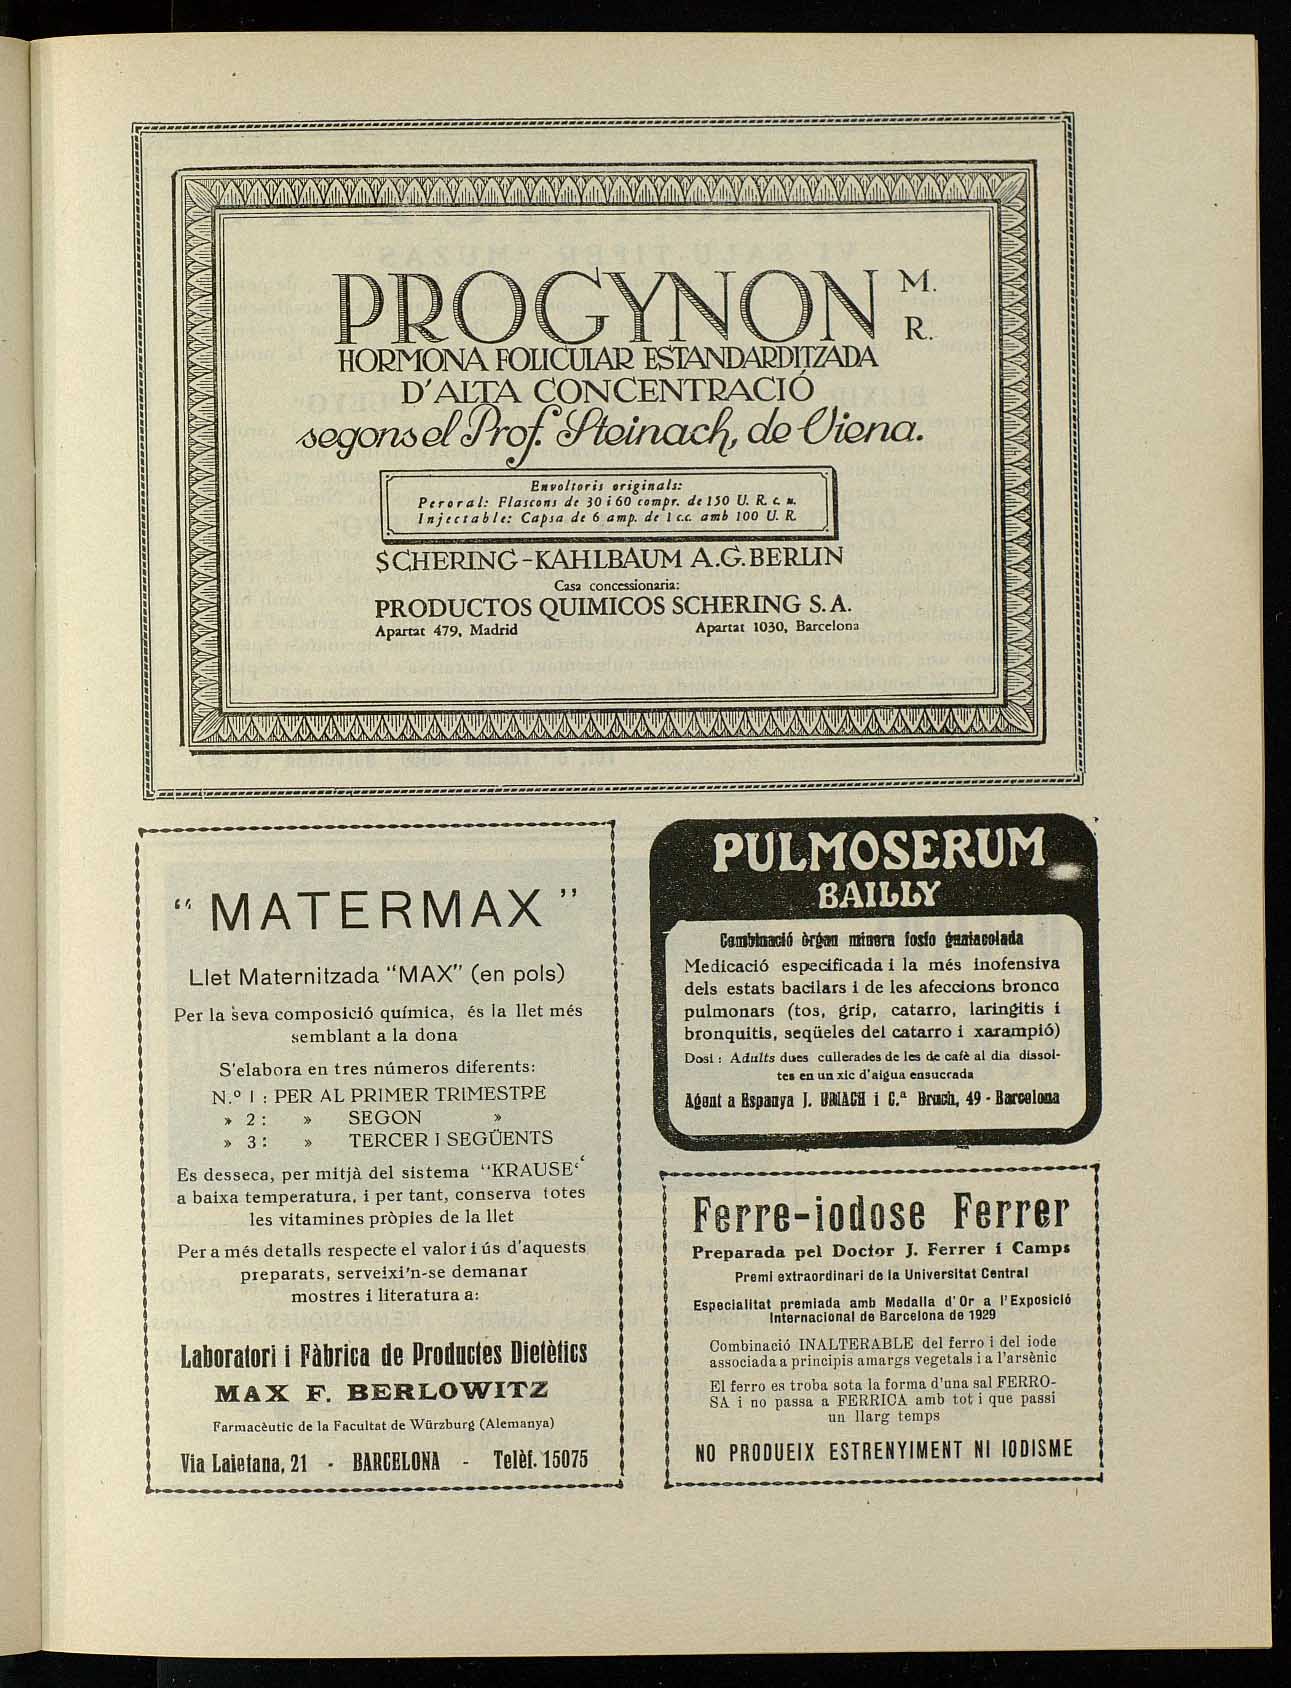 PROGYNON M.
R.
HORMONA FOLICULAR ESTANDARDITZADA
D'ALTA CONCENTRACIÓ
segons el Prof. Steinach, de Viena.
Envoltoris originals:
Peroral: Flascons de 30 i 60 compr. de 150 U. R. c. u.
Injectable: Capsa de 6 amp. de 1 c.c. amb 100 U. R.
SCHERING-KAHLBAUM A.G. BERLIN
Casa concessionaria:
PRODUCTOS QUIMICOS SCHERING S. A.
Apartat 479, Madrid Apartat 1030, Barcelona
“MATERMAX”
Llet Maternitzada “MAX” (en pols)
Per la seva composició química, és la llet més
semblant a la dona
S'elabora en tres números diferents:
N.º 1 : PER AL PRIMER TRIMESTRE
» 2 : » SEGON »
» 3 : » TERCER I SEGÜENTS
Es desseca, per mitjà del sistema “KRAUSE‘‘
a baixa temperatura, i per tant, conserva totes
les vitamines pròpies de la llet
Per a més detalls respecte el valor i ús d'aquests
preparats, serveixi'n-se demanar
mostres i literatura a:
Laboratori i Fàbrica de Productes Dietètics
MAX F. BERLOWITZ
Farmacèutic de la Facultat de Würzburg (Alemanya)
Via Laietana, 21 - BARCELONA - Telèf. 15075
PULMOSERUM
BAILLY
Combinació òrgan minera fosfo guaiacolada
Medicació especificada i la més inofensiva
dels estats bacilars i de les afeccions bronco
pulmonars (tos, grip, catarro, laringitis i
bronquitis, seqüeles del catarro i xarampió)
Dosi : Adults dues cullerades de les de cafè al dia dissol-
tes en un xic d'aigua ensucrada
Agent a Espanya J. URIACH i C.ª Bruch, 49 - Barcelona
Ferre-iodose Ferrer
Preparada pel Doctor J. Ferrer i Camps
Premi extraordinari de la Universitat Central
Especialitat premiada amb Medalla d'Or a l'Exposició
Internacional de Barcelona de 1929
Combinació INALTERABLE del ferro i del iode
associada a principis amargs vegetals i a l'arsènic
El ferro es troba sota la forma d'una sal FERRO-
SA i no passa a FERRICA amb tot i que passi
un llarg temps
NO PRODUEIX ESTRENYIMENT NI IODISME